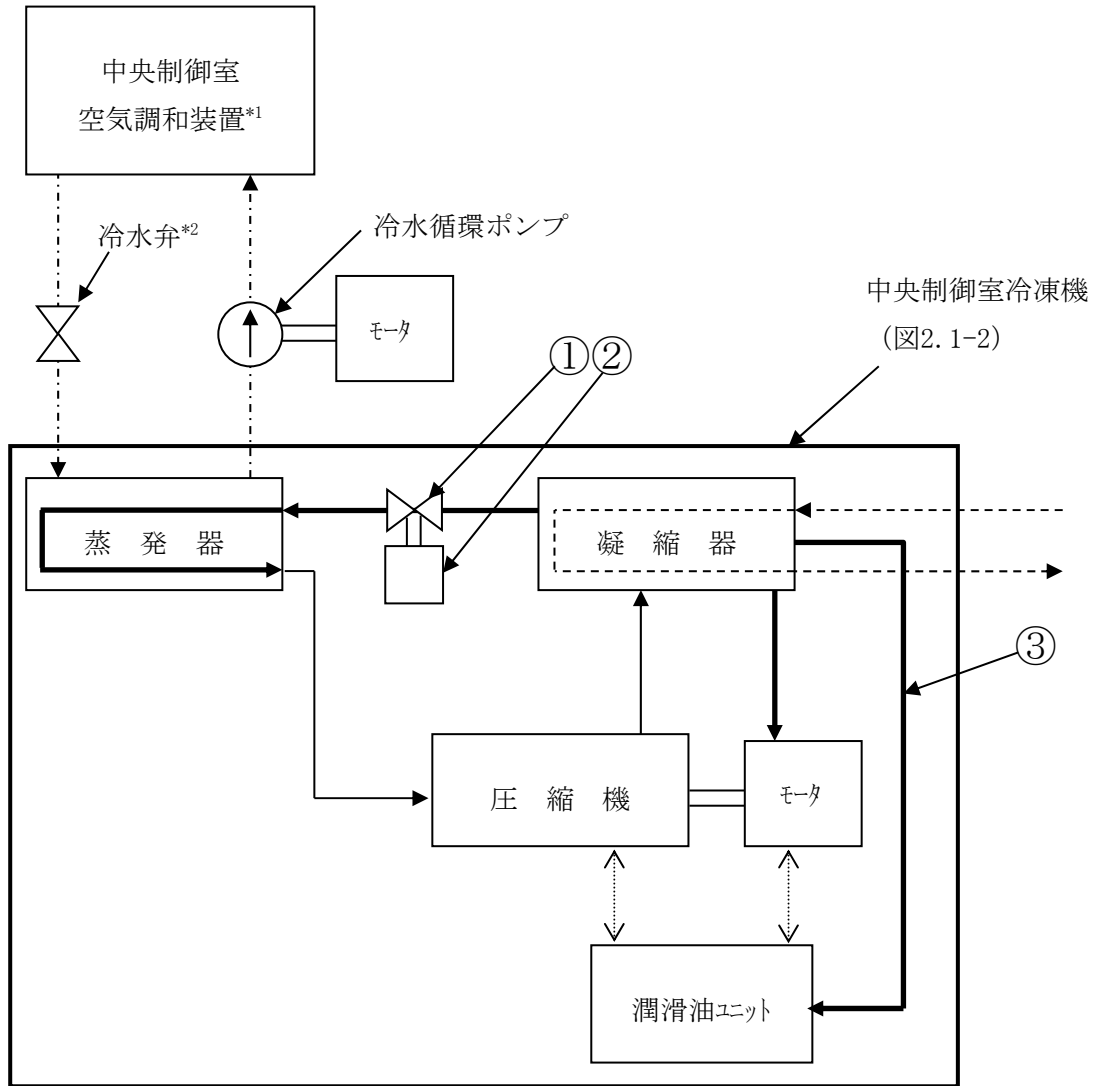 中央制御室
空気調和装置*1
冷水弁*2
冷水循環ポンプ
モータ
中央制御室冷凍機
(図2.1-2)
①②
蒸 発 器
凝 縮 器
③
圧 縮 機
モータ
潤滑油ユニット